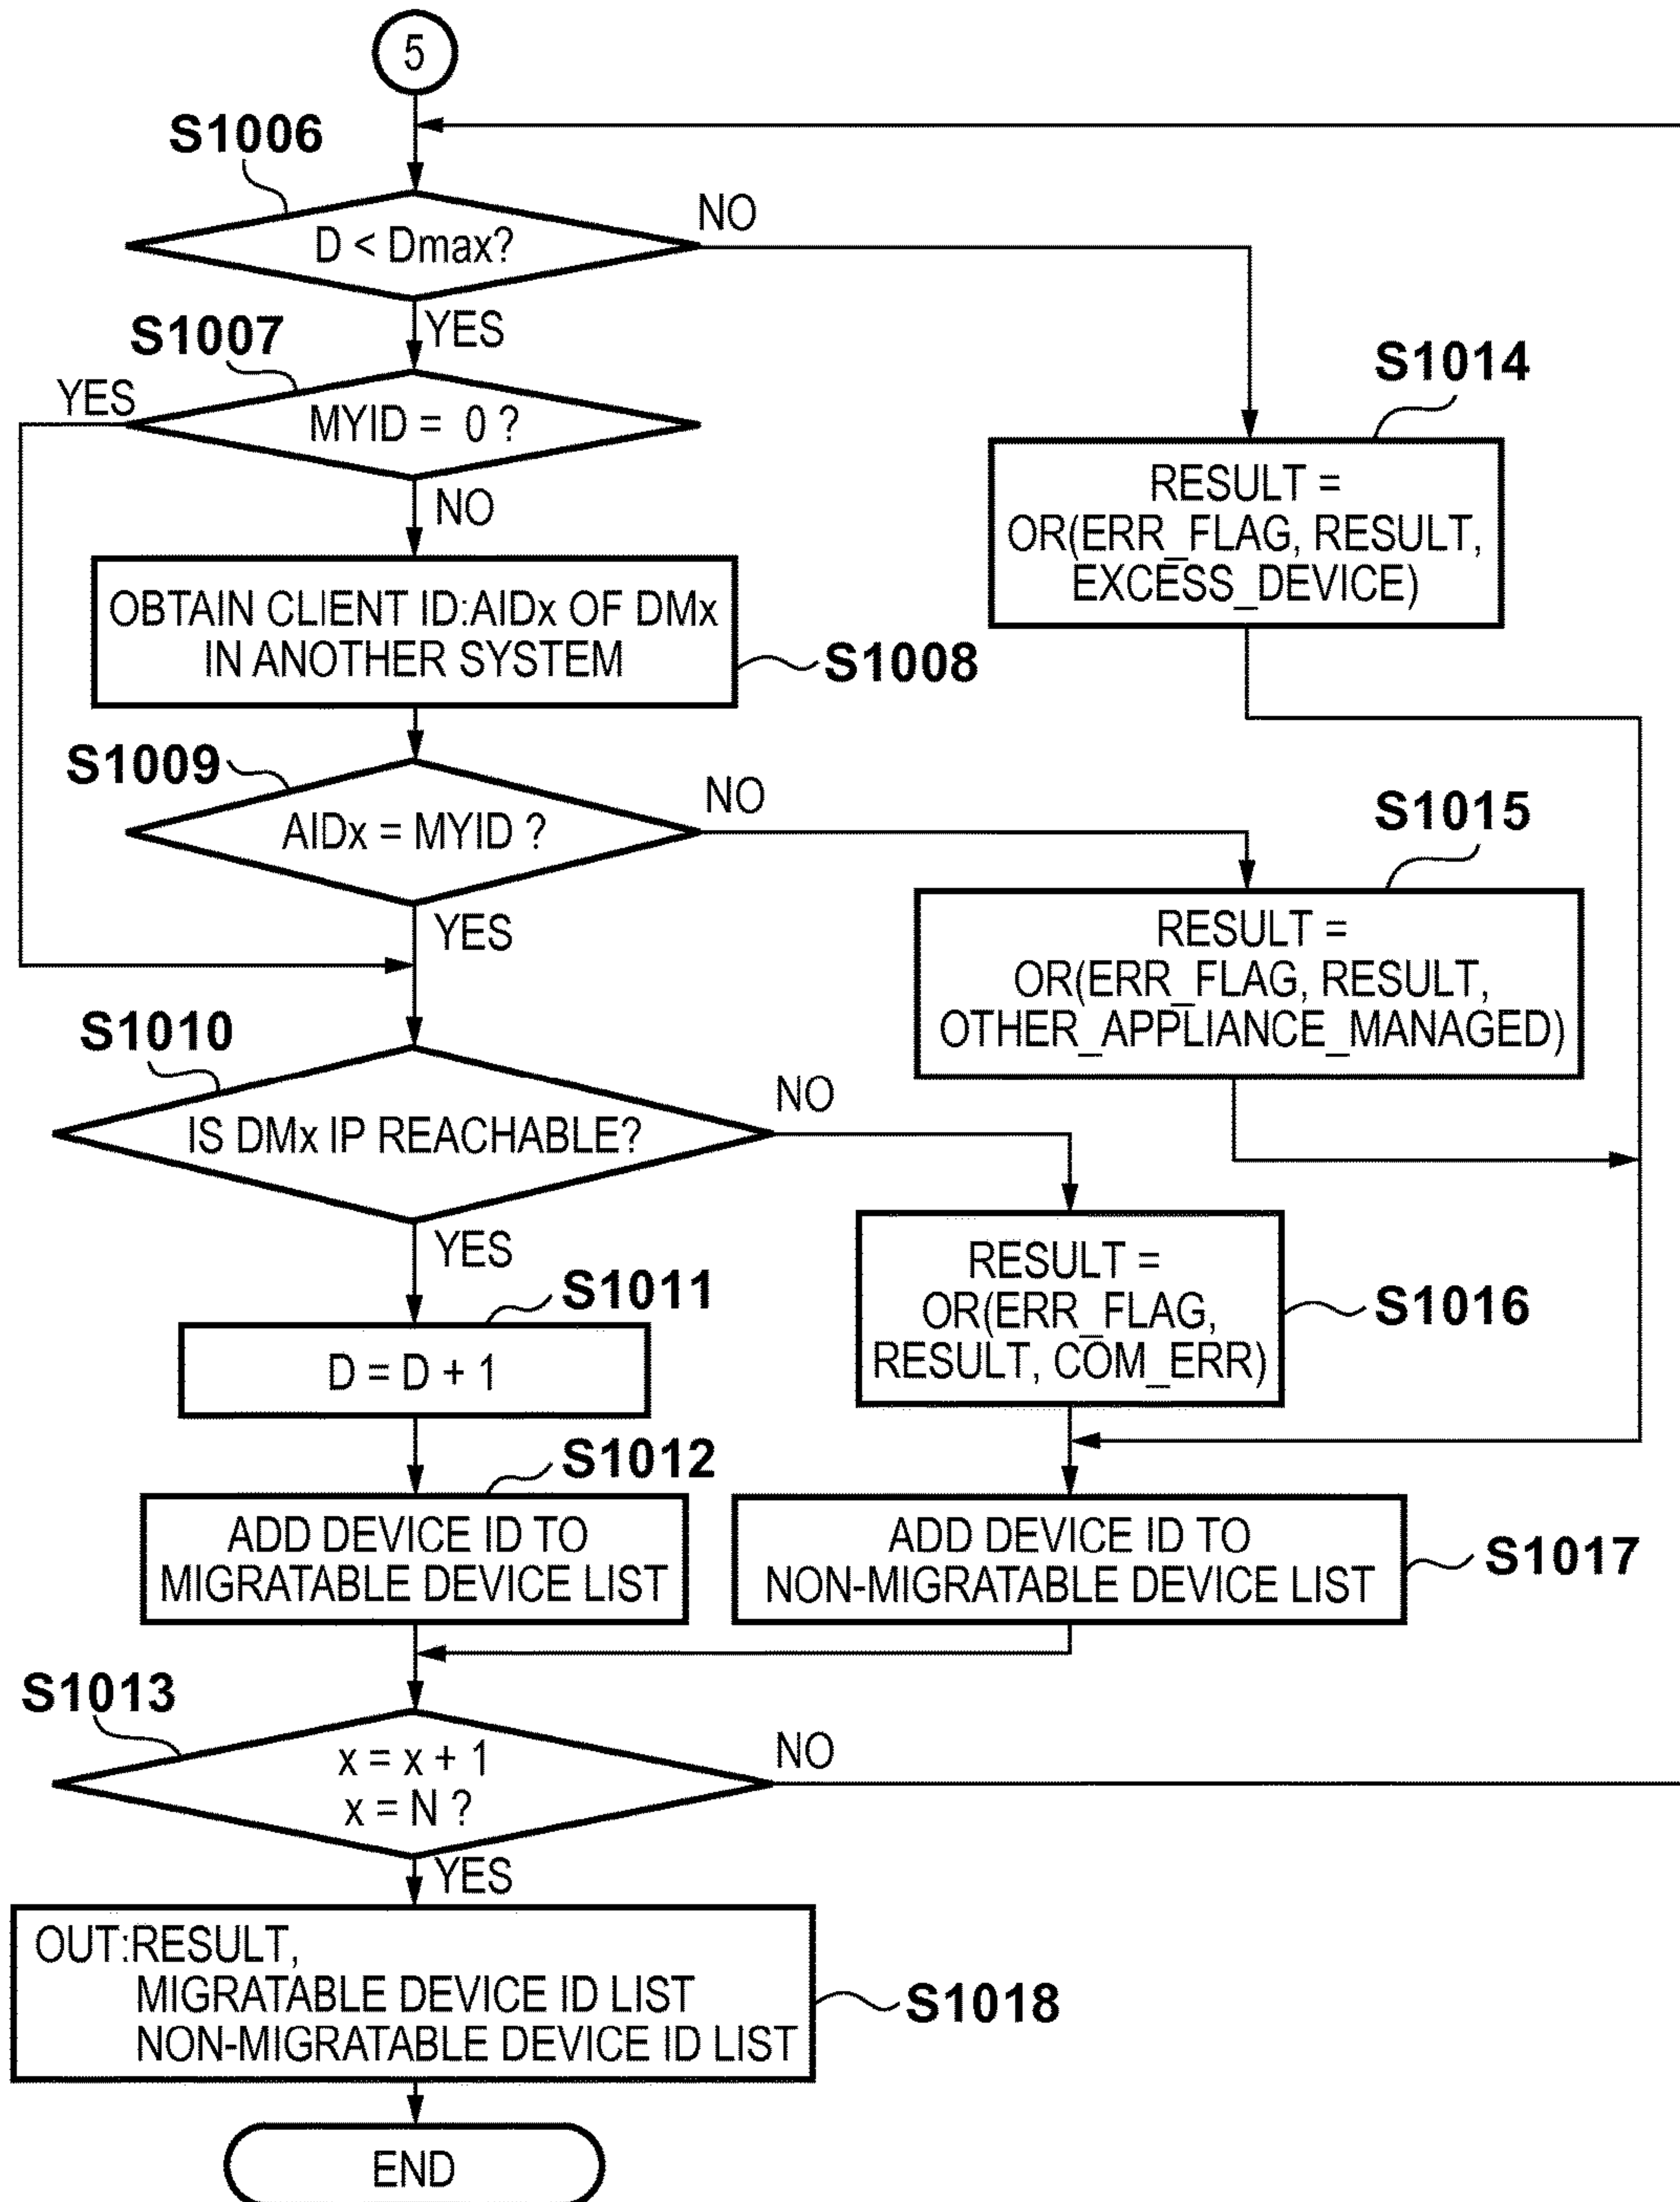 5
S1006
D < Dmax?
NO
YES
S1007
YES
MYID = 0 ?
NO
S1014
RESULT =
OR(ERR_FLAG, RESULT,
EXCESS_DEVICE)
OBTAIN CLIENT ID:AIDx OF DMx
IN ANOTHER SYSTEM
S1008
S1009
AIDx = MYID ?
NO
YES
S1015
RESULT =
OR(ERR_FLAG, RESULT,
OTHER_APPLIANCE_MANAGED)
S1010
IS DMx IP REACHABLE?
NO
YES
S1016
RESULT =
OR(ERR_FLAG,
RESULT, COM_ERR)
S1011
D = D + 1
S1012
ADD DEVICE ID TO
MIGRATABLE DEVICE LIST
ADD DEVICE ID TO
NON-MIGRATABLE DEVICE LIST
S1017
S1013
x = x + 1
x = N ?
NO
YES
OUT:RESULT,
MIGRATABLE DEVICE ID LIST
NON-MIGRATABLE DEVICE ID LIST
S1018
END